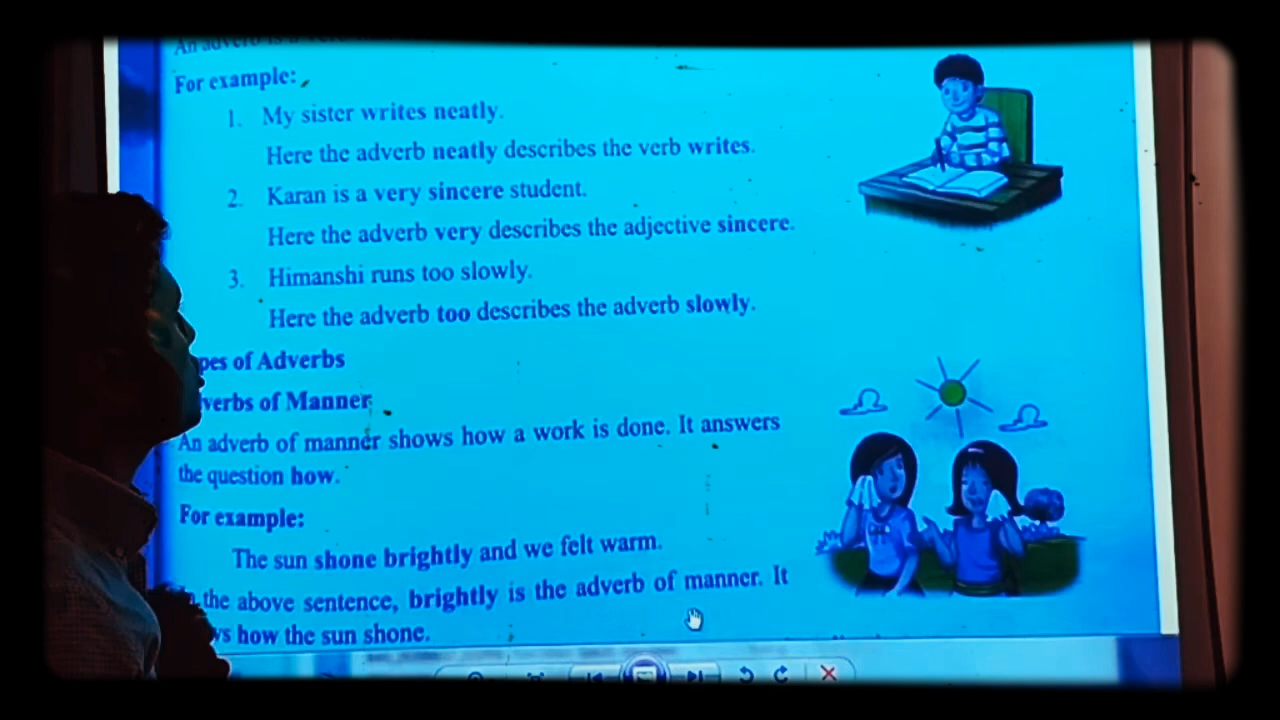 An adverb is a
For example:
1. My sister writes neatly.
Here the adverb neatly describes the verb writes.
2. Karan is a very sincere student.
Here the adverb very describes the adjective sincere.
3. Himanshi runs too slowly.
Here the adverb too describes the adverb slowly.
pes of Adverbs
verbs of Manner
An adverb of manner shows how a work is done. It answers
the question how.
For example:
The sun shone brightly and we felt warm.
the above sentence, brightly is the adverb of manner. It
ws how the sun shone.